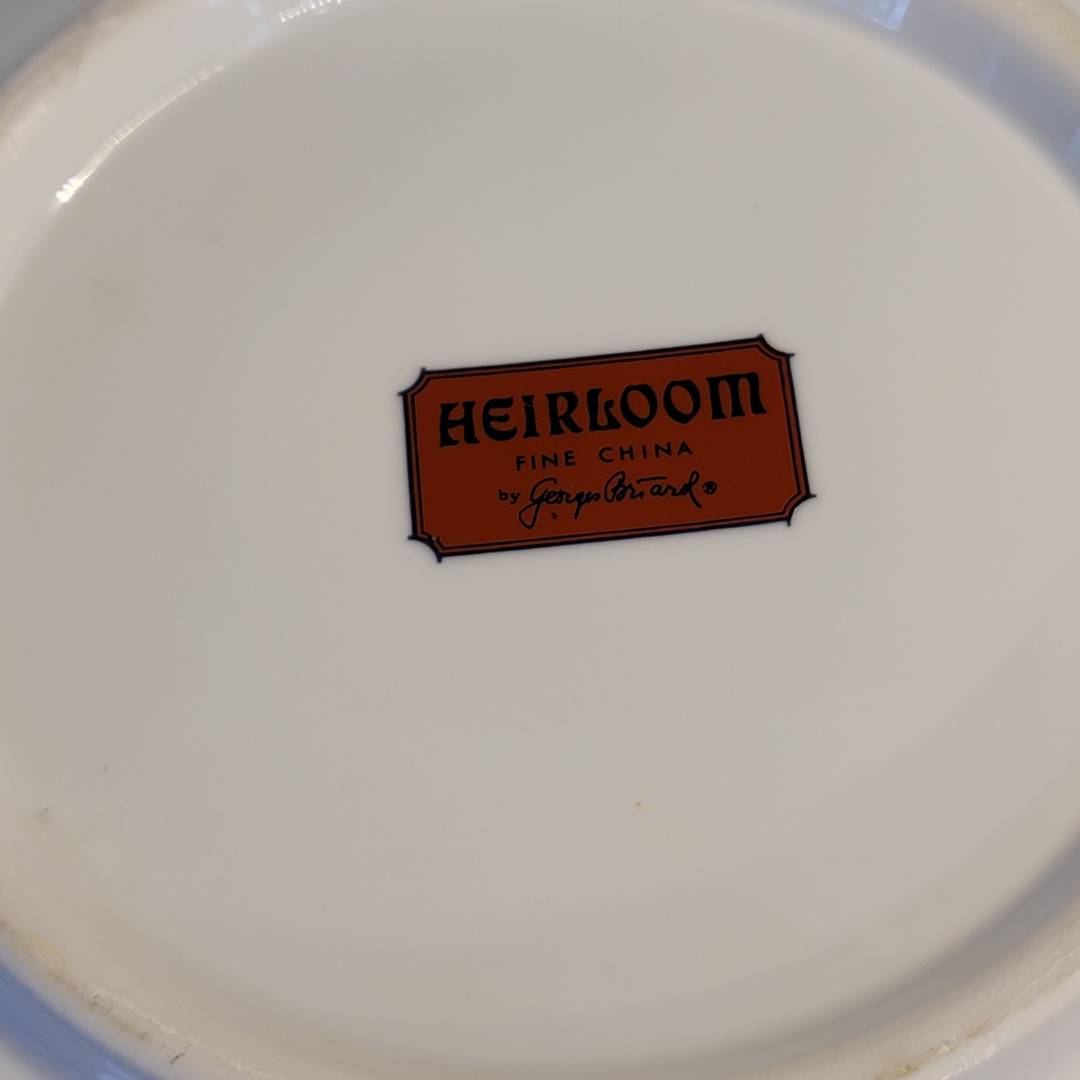 HEIRLOOM
FINE CHINA
by Georges Briard ®
s